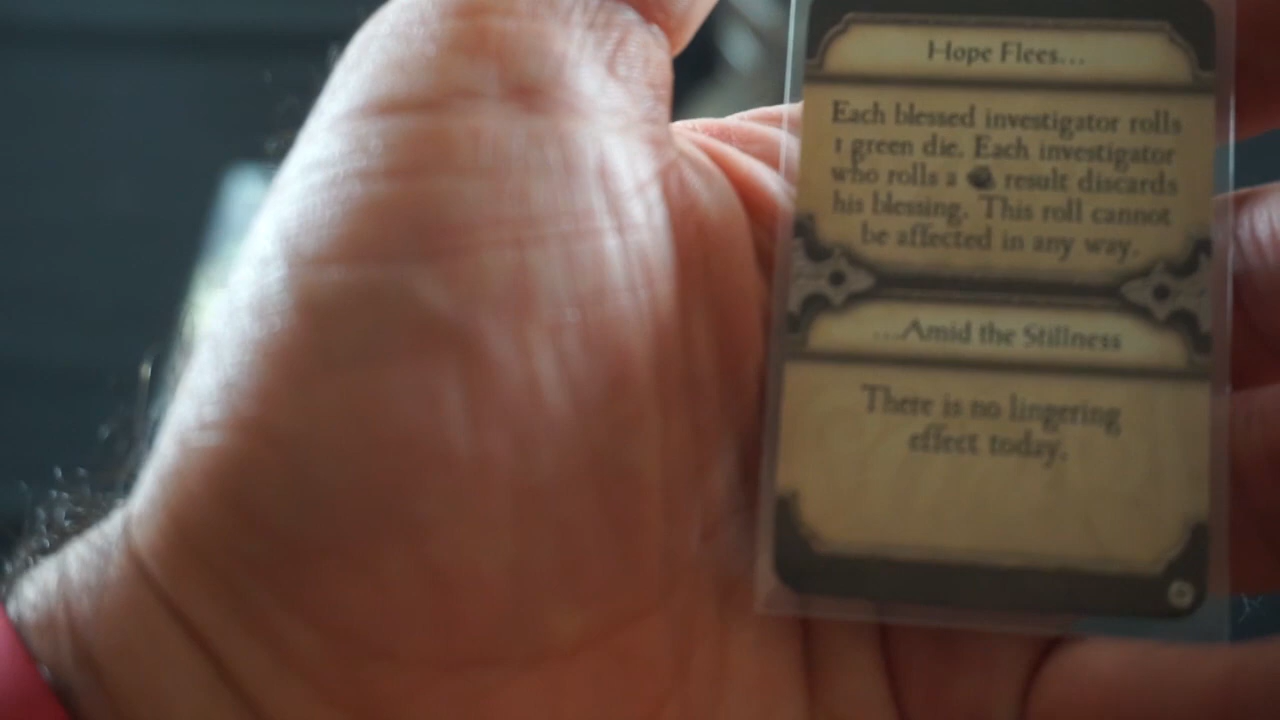 Hope Flees...
Each blessed investigator rolls
1 green die. Each investigator
who rolls a result discards
his blessing. This roll cannot
be affected in any way.
...Amid the Stillness
There is no lingering
effect today.